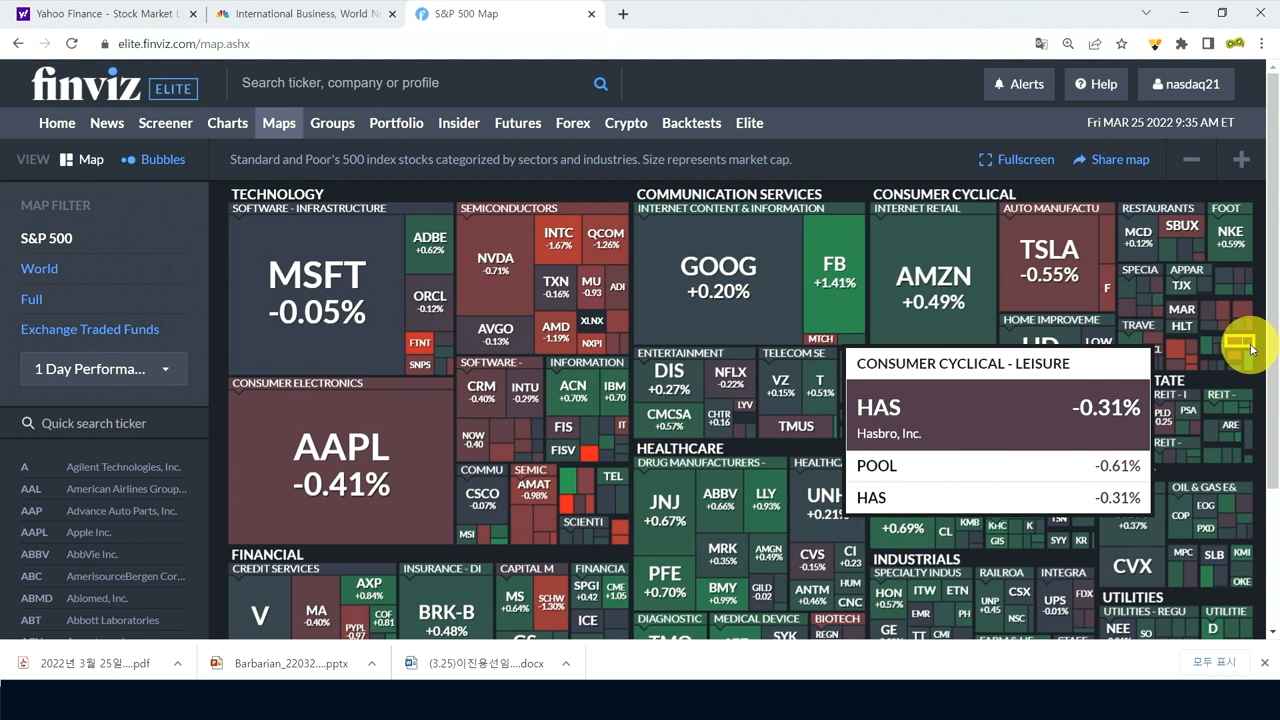 Yahoo Finance - Stock Market L
International Business, World Ne
S&P 500 Map
elite.finviz.com/map.ashx
finviz ELITE
Search ticker, company or profile
Alerts
Help
nasdaq21
Home News Screener Charts Maps Groups Portfolio Insider Futures Forex Crypto Backtests Elite
Fri MAR 25 2022 9:35 AM ET
VIEW Map Bubbles
Standard and Poor's 500 index stocks categorized by sectors and industries. Size represents market cap.
Fullscreen
Share map
MAP FILTER
S&P 500
World
Full
Exchange Traded Funds
1 Day Performa...
Quick search ticker
A Agilent Technologies, Inc.
AAL American Airlines Group...
AAP Advance Auto Parts, Inc.
AAPL Apple Inc.
ABBV AbbVie Inc.
ABC AmerisourceBergen Cor...
ABMD Abiomed, Inc.
ABT Abbott Laboratories
TECHNOLOGY
SOFTWARE - INFRASTRUCTURE
MSFT
-0.05%
ADBE
+0.62%
ORCL
-0.12%
FTNT
SNPS
SEMICONDUCTORS
NVDA
-0.71%
INTC
-1.67%
QCOM
-1.26%
TXN
-0.16%
MU
-0.93
ADI
AVGO
-0.13%
AMD
-1.19%
XLNX
NXPI
CONSUMER ELECTRONICS
AAPL
-0.41%
SOFTWARE -
CRM
-0.40%
INTU
-0.29%
NOW
-0.40
INFORMATION
ACN
+0.70%
IBM
+0.70
FIS
IT
FISV
COMMU
CSCO
-0.07%
MSI
SEMIC
AMAT
-0.98%
TEL
SCIENTI
COMMUNICATION SERVICES
INTERNET CONTENT & INFORMATION
GOOG
+0.20%
FB
+1.41%
MTCH
ENTERTAINMENT
DIS
+0.27%
NFLX
-0.22%
CMCSA
+0.57%
CHTR
+0.16
LYV
TELECOM SE
VZ
+0.15%
T
+0.51%
TMUS
CONSUMER CYCLICAL
INTERNET RETAIL
AMZN
+0.49%
AUTO MANUFACTU
TSLA
-0.55%
F
HOME IMPROVEME
HD
LOW
RESTAURANTS
MCD
+0.12%
SBUX
FOOT
NKE
+0.59%
SPECIA
APPAR
TJX
MAR
HLT
TRAVE
CONSUMER CYCLICAL - LEISURE
HAS -0.31%
Hasbro, Inc.
POOL -0.61%
HAS -0.31%
TATE
REIT - I
REIT -
PLD
-0.25
PSA
ARE
REIT -
HEALTHCARE
DRUG MANUFACTURERS -
JNJ
+0.67%
ABBV
+0.66%
LLY
+0.93%
MRK
+0.35%
AMGN
+0.49%
PFE
+0.70%
BMY
+0.99%
GILD
-0.02
HEALTHC
UNH
+0.21%
CVS
-0.15%
CI
+0.23
ANTM
+0.46%
HUM
CNC
DIAGNOSTIC
TMO
MEDICAL DEVICE
SYK
BIOTECH
REGN
+0.69%
CL
KMB
KHC
K
GIS
SYY
KR
INDUSTRIALS
SPECIALTY INDUS
HON
+0.57%
ITW
ETN
EMR
PH
GE
TT
CMI
RAILROA
UNP
+0.45
CSX
NSC
INTEGRA
UPS
-0.01%
FDX
+0.37%
CVX
OIL & GAS E&
COP
EOG
PXD
MPC
SLB
KMI
OKE
UTILITIES
UTILITIES - REGU
NEE
SO
UTILITIE
D
FINANCIAL
CREDIT SERVICES
V
MA
-0.40%
AXP
+0.84%
PYPL
-0.97
COF
+0.81
INSURANCE - DI
BRK-B
+0.48%
CAPITAL M
MS
+0.64%
SCHW
-1.30%
FINANCIA
SPGI
+0.42
CME
+1.05
ICE
2022년 3월 25일....pdf
Barbarian_22032....pptx
(3.25)이진용선임....docx
모두 표시